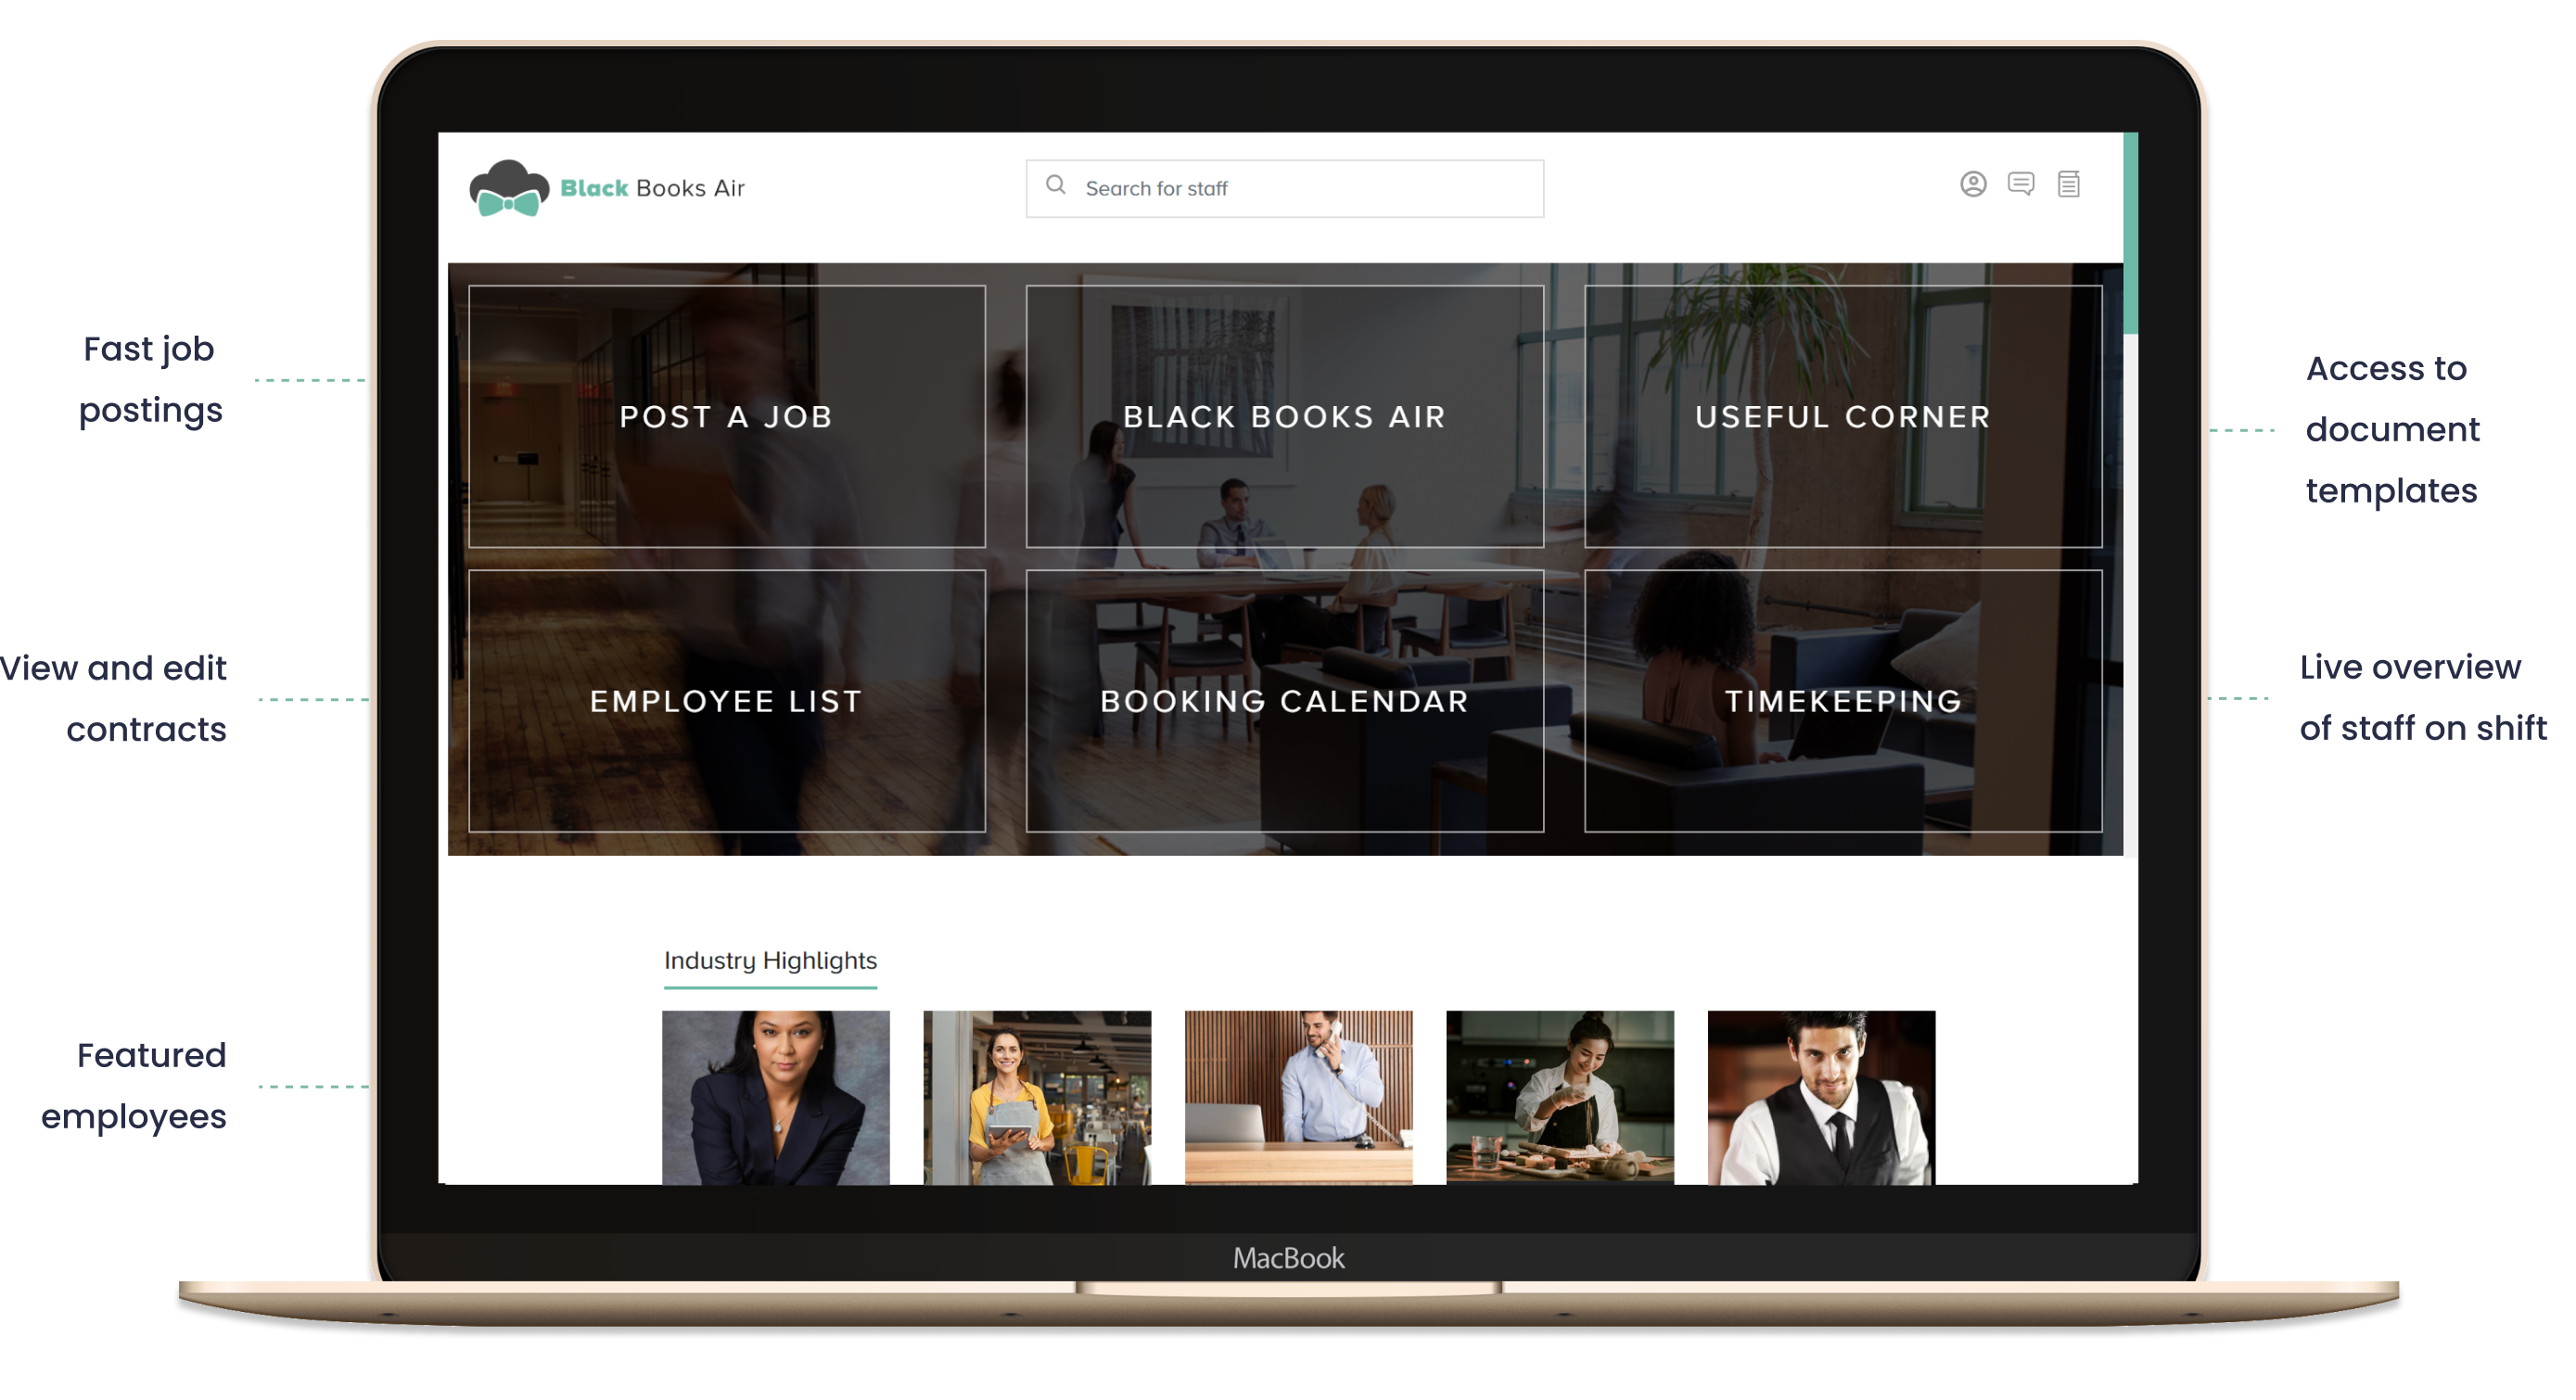 Black Books Air
Search for staff
Fast job
postings
POST A JOB
BLACK BOOKS AIR
USEFUL CORNER
Access to
document
templates
View and edit
contracts
EMPLOYEE LIST
BOOKING CALENDAR
TIMEKEEPING
Live overview
of staff on shift
Industry Highlights
Featured
employees
MacBook